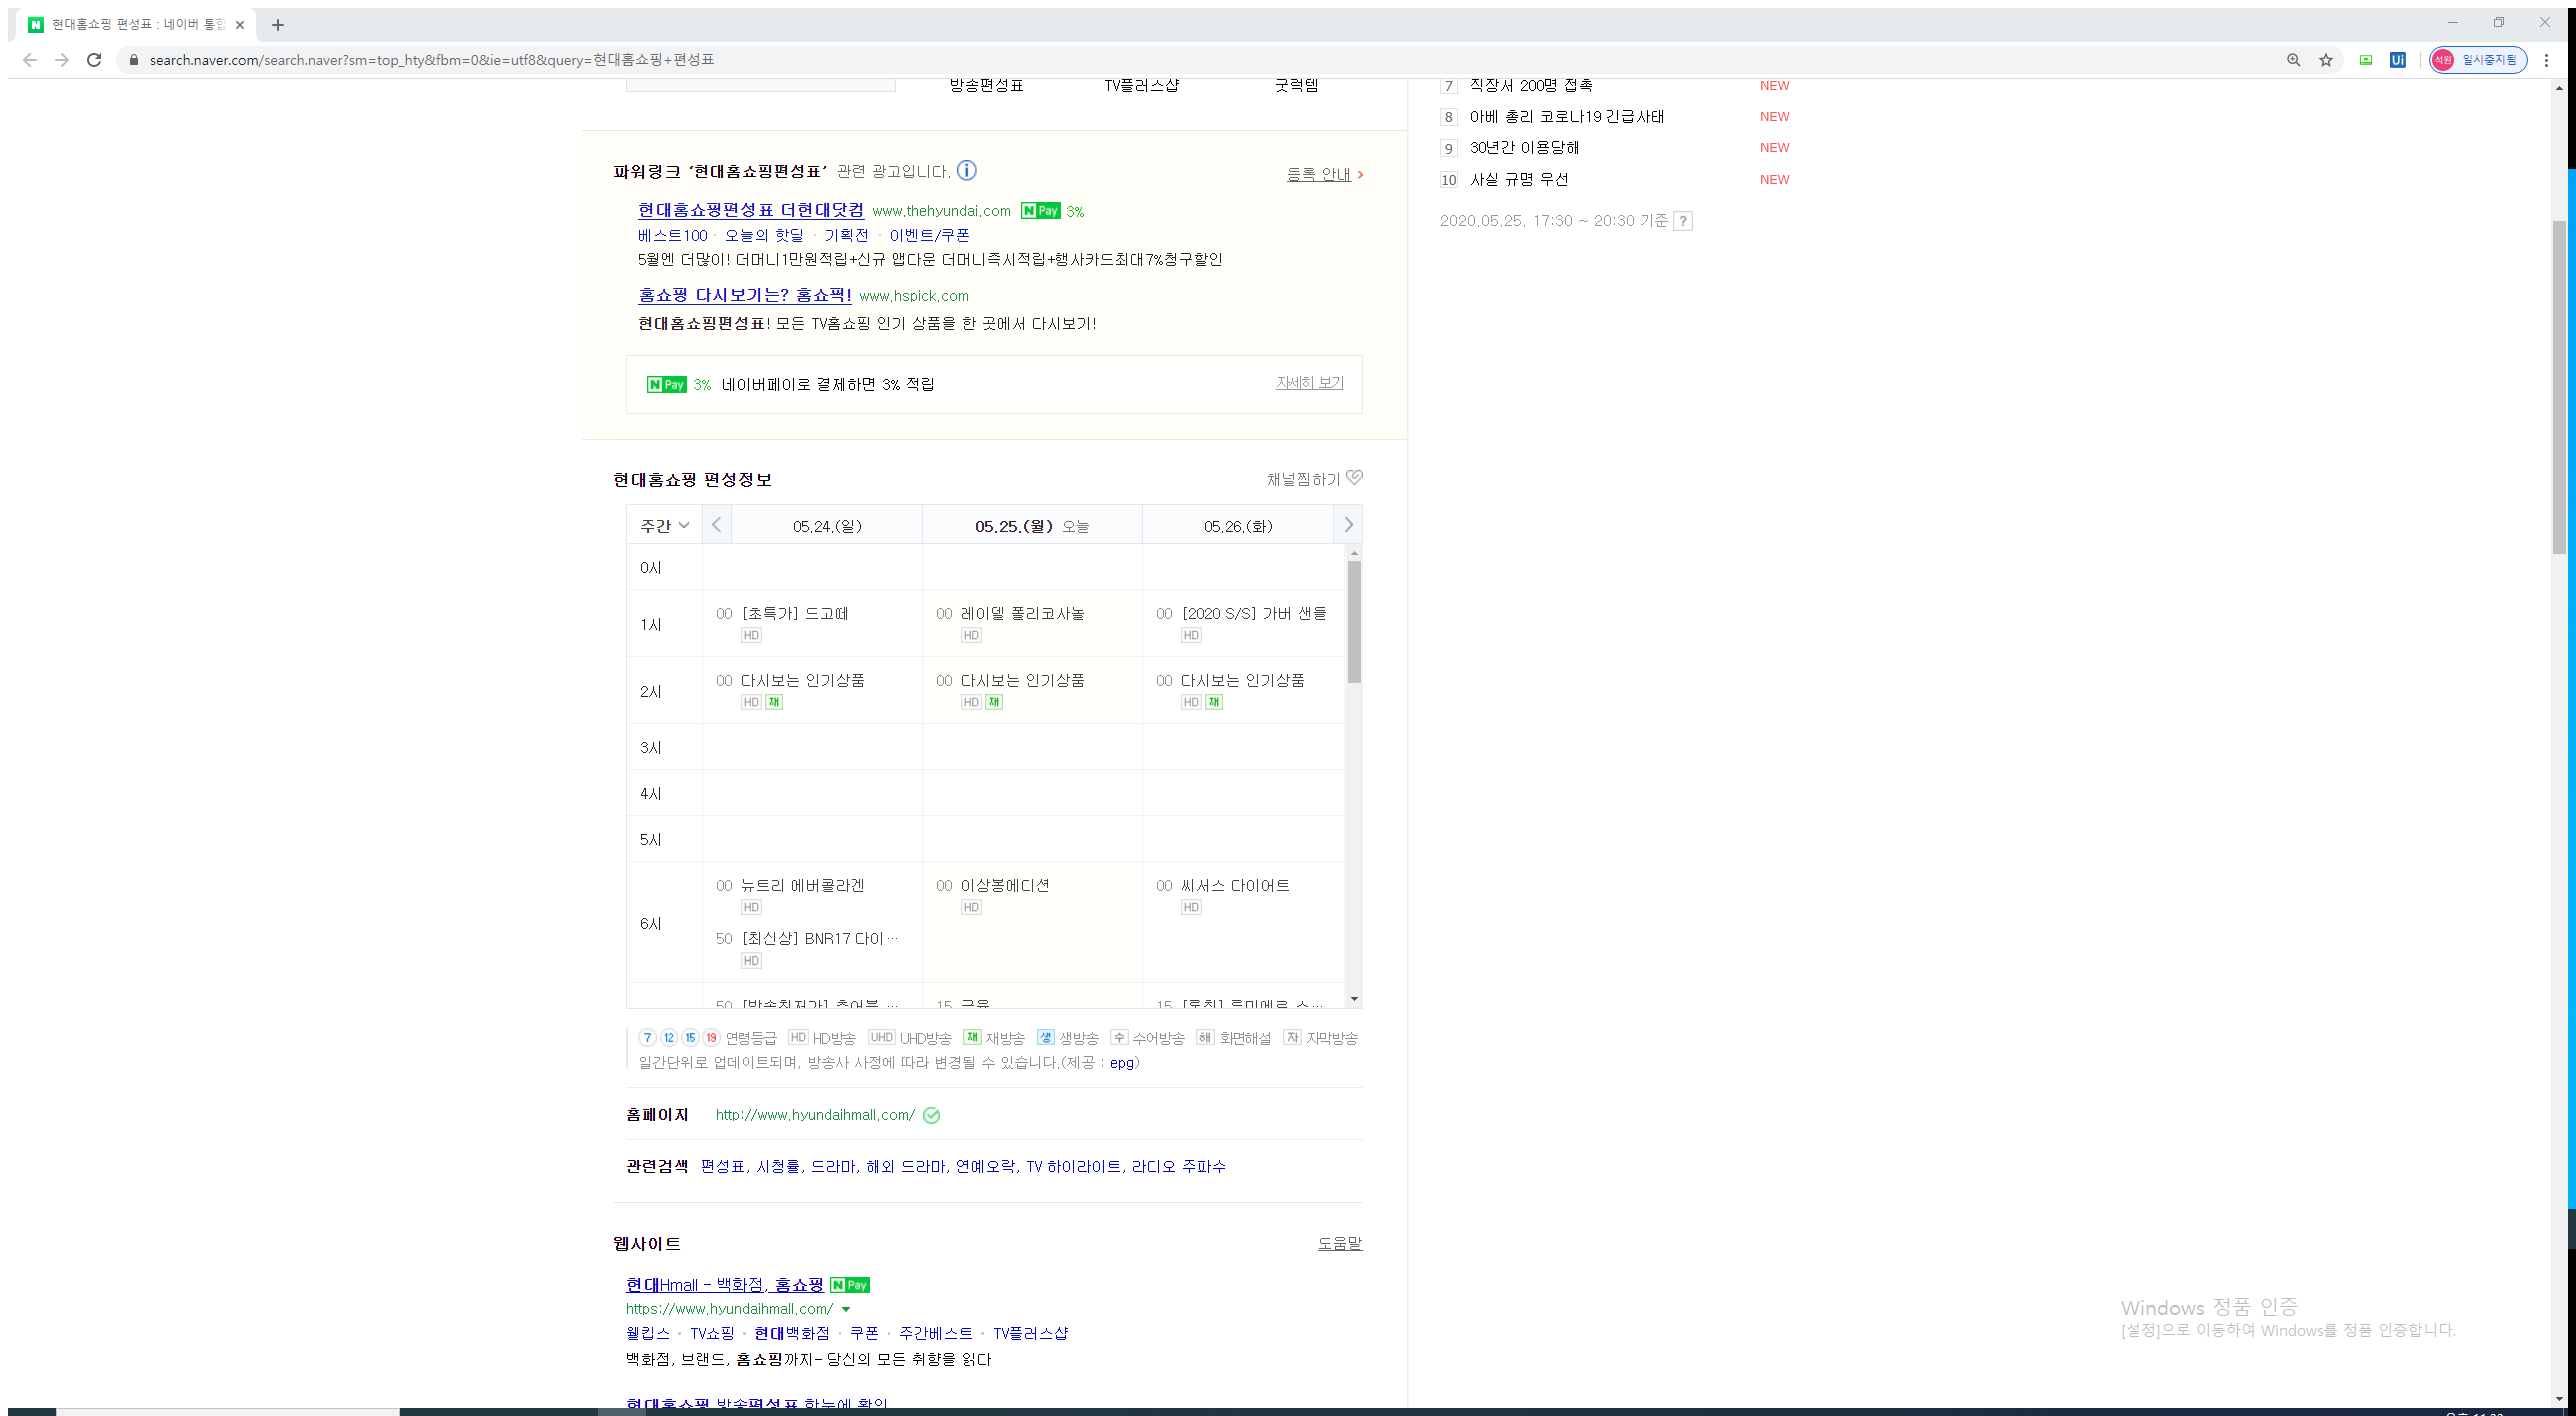 현대홈쇼핑 편성표 : 네이버 통합
search.naver.com/search.naver?sm=top_hty&fbm=0&ie=utf8&query=현대홈쇼핑+편성표
Ui
석원 일시중지됨
방송편성표 TV플러스샵 굿럭템
7 직장서 200명 접촉 NEW
8 아베 총리 코로나19 긴급사태 NEW
9 30년간 이용당해 NEW
10 사실 규명 우선 NEW
2020.05.25. 17:30 ~ 20:30 기준 ?
파워링크 ‘현대홈쇼핑편성표’ 관련 광고입니다. i
등록 안내
현대홈쇼핑편성표 더현대닷컴 www.thehyundai.com N Pay 3%
베스트100 · 오늘의 핫딜 · 기획전 · 이벤트/쿠폰
5월엔 더많이! 더머니1만원적립+신규 앱다운 더머니즉시적립+행사카드최대7%청구할인
홈쇼핑 다시보기는? 홈쇼픽! www.hspick.com
현대홈쇼핑편성표! 모든 TV홈쇼핑 인기 상품을 한 곳에서 다시보기!
N Pay 3% 네이버페이로 결제하면 3% 적립 자세히 보기
현대홈쇼핑 편성정보 채널찜하기
주간 05.24.(일) 05.25.(월) 오늘 05.26.(화)
0시
1시
00 [초특가] 드고떼
HD
00 레이델 폴리코사놀
HD
00 [2020 S/S] 가버 샌들
HD
2시
00 다시보는 인기상품
HD 재
00 다시보는 인기상품
HD 재
00 다시보는 인기상품
HD 재
3시
4시
5시
6시
00 뉴트리 에버콜라겐
HD
50 [최신상] BNR17 다이…
HD
00 이상봉에디션
HD
00 씨서스 다이어트
HD
7 12 15 19 연령등급 HD HD방송 UHD UHD방송 재 재방송 생 생방송 수 수어방송 해 화면해설 자 자막방송
일간단위로 업데이트되며, 방송사 사정에 따라 변경될 수 있습니다.(제공 : epg)
홈페이지 http://www.hyundaihmall.com/
관련검색 편성표, 시청률, 드라마, 해외 드라마, 연예오락, TV 하이라이트, 라디오 주파수
웹사이트 도움말
현대Hmall - 백화점, 홈쇼핑 N Pay
https://www.hyundaihmall.com/
웰킵스 · TV쇼핑 · 현대백화점 · 쿠폰 · 주간베스트 · TV플러스샵
백화점, 브랜드, 홈쇼핑까지- 당신의 모든 취향을 읽다
현대홈쇼핑 방송편성표 한눈에 확인
Windows 정품 인증
[설정]으로 이동하여 Windows를 정품 인증합니다.